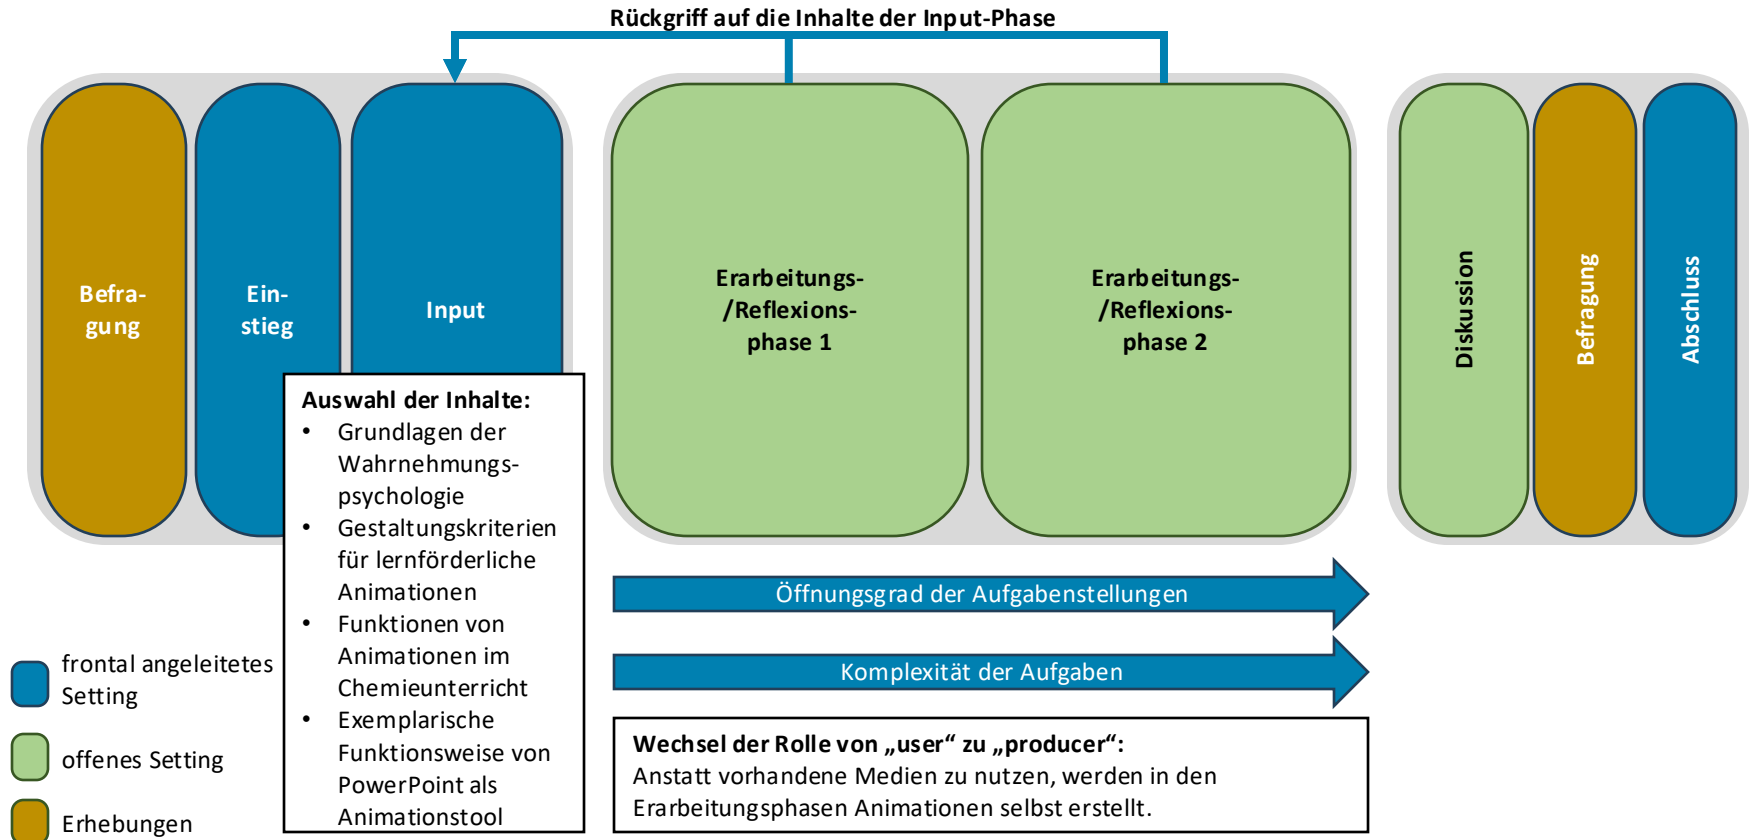 Rückgriff auf die Inhalte der Input-Phase
Befra-
gung
Ein-
stieg
Input
Erarbeitungs-
/Reflexions-
phase 1
Erarbeitungs-
/Reflexions-
phase 2
Diskussion
Befragung
Abschluss
Auswahl der Inhalte:
• Grundlagen der
Wahrnehmungs-
psychologie
• Gestaltungskriterien
für lernförderliche
Animationen
• Funktionen von
Animationen im
Chemieunterricht
• Exemplarische
Funktionsweise von
PowerPoint als
Animationstool
Öffnungsgrad der Aufgabenstellungen
Komplexität der Aufgaben
Wechsel der Rolle von „user“ zu „producer“:
Anstatt vorhandene Medien zu nutzen, werden in den
Erarbeitungsphasen Animationen selbst erstellt.
frontal angeleitetes
Setting
offenes Setting
Erhebungen